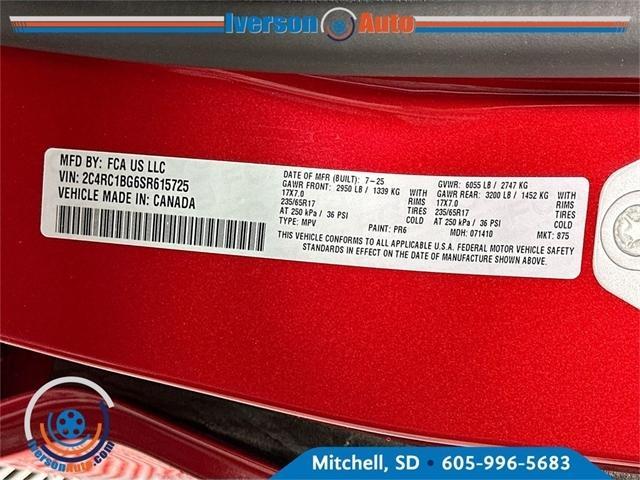 Iverson Auto
MFD BY: FCA US LLC
VIN: 2C4RC1BG6SR615725
VEHICLE MADE IN: CANADA
DATE OF MFR (BUILT): 7-25
GAWR FRONT: 2950 LB / 1339 KG WITH
17X7.0 RIMS
235/65R17 TIRES
AT 250 kPa / 36 PSI COLD
TYPE: MPV PAINT: PR6
GVWR: 6055 LB / 2747 KG
GAWR REAR: 3200 LB / 1452 KG WITH
17X7.0 RIMS
235/65R17 TIRES
AT 250 kPa / 36 PSI COLD
MDH: 071410 MKT: 875
THIS VEHICLE CONFORMS TO ALL APPLICABLE U.S.A. FEDERAL MOTOR VEHICLE SAFETY
STANDARDS IN EFFECT ON THE DATE OF MANUFACTURE SHOWN ABOVE.
Iverson Auto
Mitchell, SD • 605-996-5683